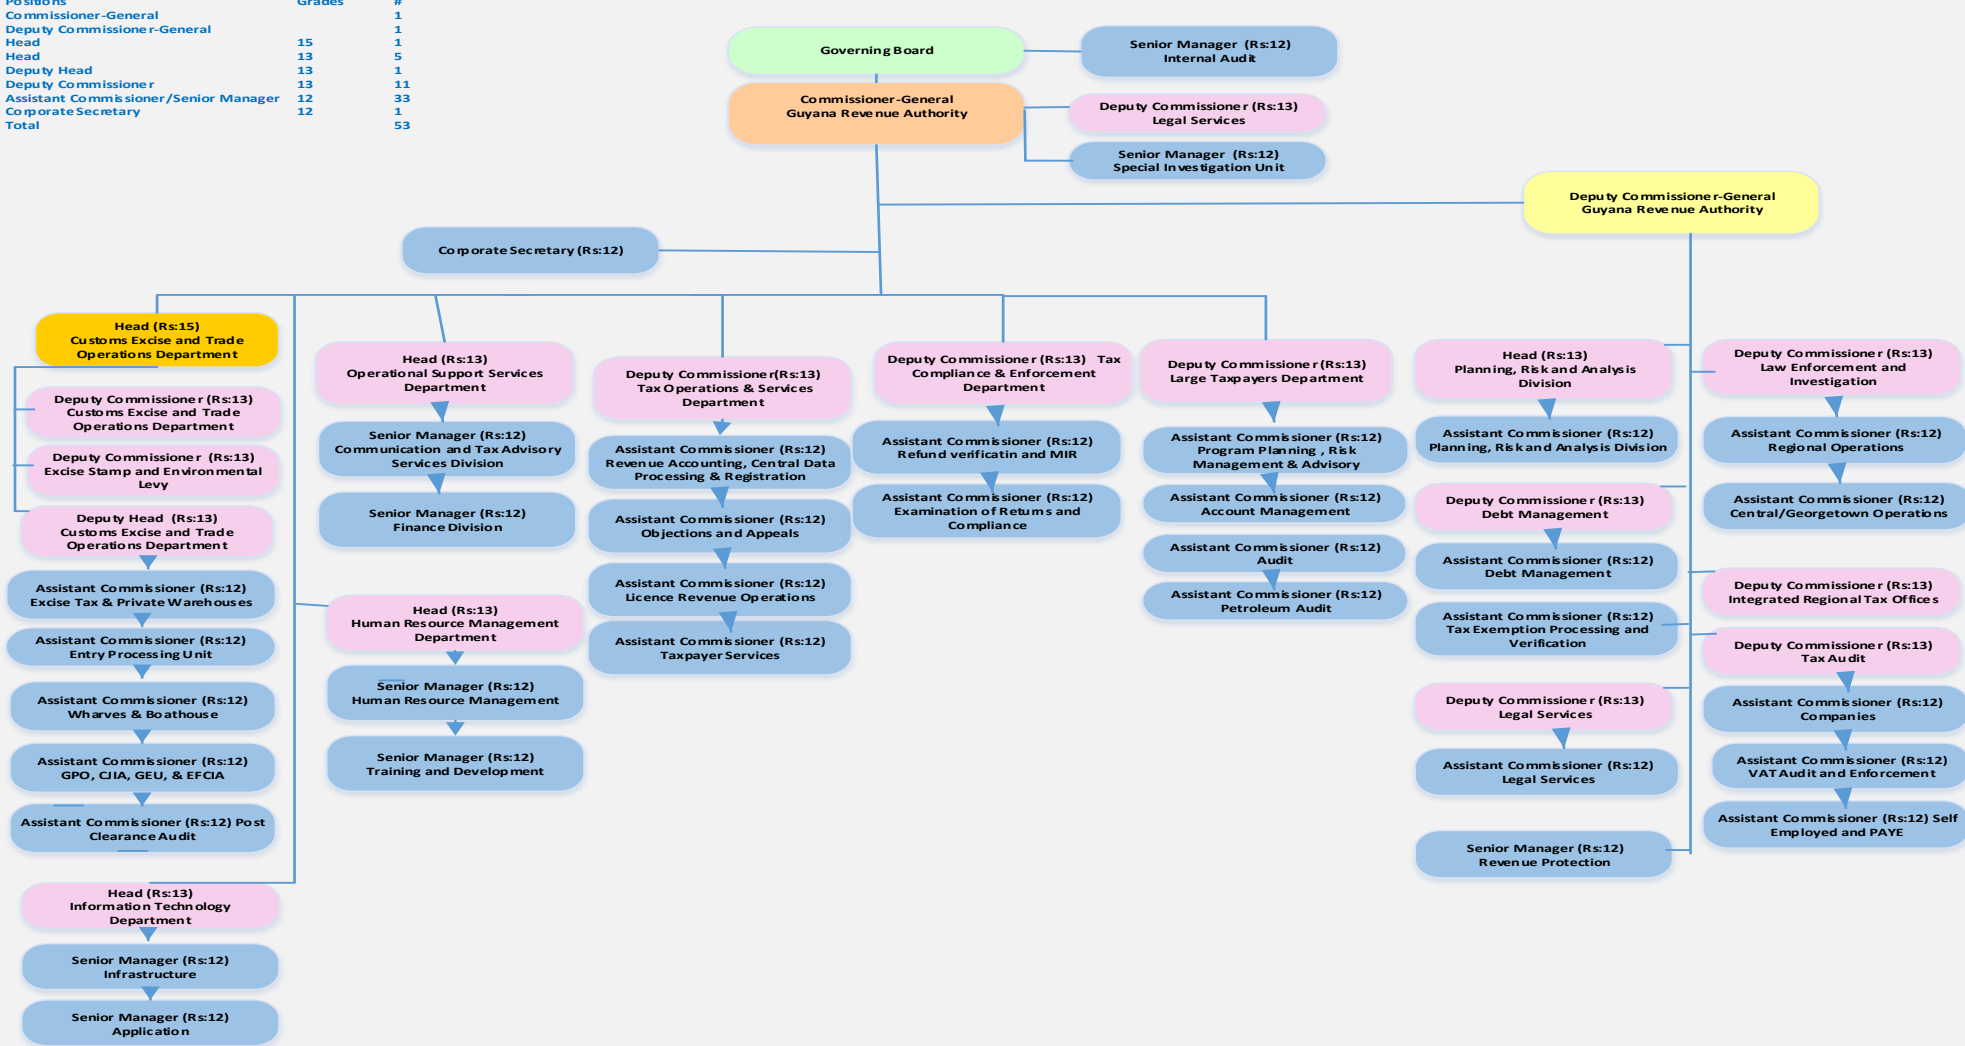 Positions Grades #
Commissioner-General 1
Deputy Commissioner-General 1
Head 15 1
Head 13 5
Deputy Head 13 1
Deputy Commissioner 13 11
Assistant Commissioner/Senior Manager 12 33
Corporate Secretary 12 1
Total 53
Governing Board
Senior Manager (Rs:12)
Internal Audit
Commissioner-General
Guyana Revenue Authority
Deputy Commissioner (Rs:13)
Legal Services
Senior Manager (Rs:12)
Special Investigation Unit
Deputy Commissioner-General
Guyana Revenue Authority
Corporate Secretary (Rs:12)
Head (Rs:15)
Customs Excise and Trade
Operations Department
Deputy Commissioner (Rs:13)
Customs Excise and Trade
Operations Department
Deputy Commissioner (Rs:13)
Excise Stamp and Environmental
Levy
Deputy Head (Rs:13)
Customs Excise and Trade
Operations Department
Assistant Commissioner (Rs:12)
Excise Tax & Private Warehouses
Assistant Commissioner (Rs:12)
Entry Processing Unit
Assistant Commissioner (Rs:12)
Wharves & Boathouse
Assistant Commissioner (Rs:12)
GPO, CJIA, GEU, & EFCIA
Assistant Commissioner (Rs:12) Post
Clearance Audit
Head (Rs:13)
Information Technology
Department
Senior Manager (Rs:12)
Infrastructure
Senior Manager (Rs:12)
Application
Head (Rs:13)
Operational Support Services
Department
Senior Manager (Rs:12)
Communication and Tax Advisory
Services Division
Senior Manager (Rs:12)
Finance Division
Head (Rs:13)
Human Resource Management
Department
Senior Manager (Rs:12)
Human Resource Management
Senior Manager (Rs:12)
Training and Development
Deputy Commissioner(Rs:13)
Tax Operations & Services
Department
Assistant Commissioner (Rs:12)
Revenue Accounting, Central Data
Processing & Registration
Assistant Commissioner (Rs:12)
Objections and Appeals
Assistant Commissioner (Rs:12)
Licence Revenue Operations
Assistant Commissioner (Rs:12)
Taxpayer Services
Deputy Commissioner (Rs:13) Tax
Compliance & Enforcement
Department
Assistant Commissioner (Rs:12)
Refund verificatin and MIR
Assistant Commissioner (Rs:12)
Examination of Returns and
Compliance
Deputy Commissioner (Rs:13)
Large Taxpayers Department
Assistant Commissioner (Rs:12)
Program Planning , Risk
Management & Advisory
Assistant Commissioner (Rs:12)
Account Management
Assistant Commissioner (Rs:12)
Audit
Assistant Commissioner (Rs:12)
Petroleum Audit
Head (Rs:13)
Planning, Risk and Analysis
Division
Assistant Commissioner (Rs:12)
Planning, Risk and Analysis Division
Deputy Commissioner (Rs:13)
Debt Management
Assistant Commissioner (Rs:12)
Debt Management
Assistant Commissioner (Rs:12)
Tax Exemption Processing and
Verification
Deputy Commissioner (Rs:13)
Legal Services
Assistant Commissioner (Rs:12)
Legal Services
Senior Manager (Rs:12)
Revenue Protection
Deputy Commissioner (Rs:13)
Law Enforcement and
Investigation
Assistant Commissioner (Rs:12)
Regional Operations
Assistant Commissioner (Rs:12)
Central/Georgetown Operations
Deputy Commissioner (Rs:13)
Integrated Regional Tax Offices
Deputy Commissioner (Rs:13)
Tax Audit
Assistant Commissioner (Rs:12)
Companies
Assistant Commissioner (Rs:12)
VAT Audit and Enforcement
Assistant Commissioner (Rs:12) Self
Employed and PAYE